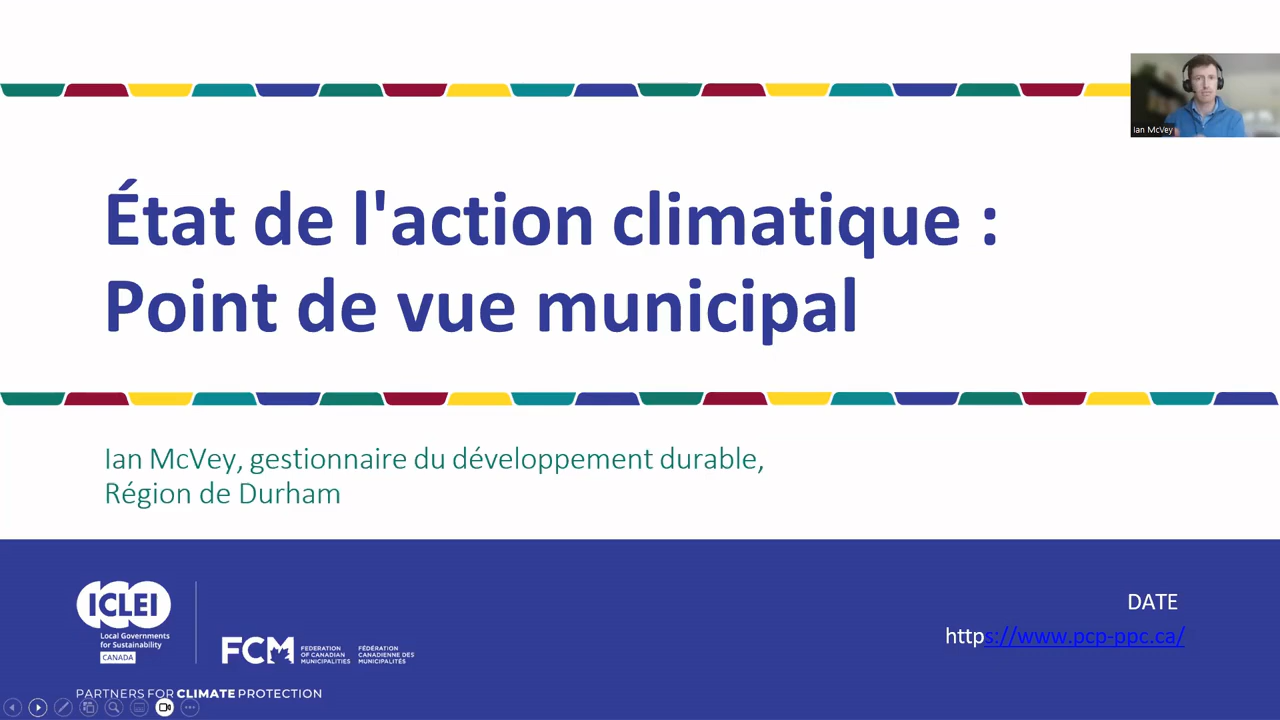 Ian McVey
État de l'action climatique :
Point de vue municipal
Ian McVey, gestionnaire du développement durable,
Région de Durham
ICLEI
Local Governments
for Sustainability
CANADA
FCM
FEDERATION
OF CANADIAN
MUNICIPALITIES
FÉDÉRATION
CANADIENNE DES
MUNICIPALITÉS
PARTNERS FOR CLIMATE PROTECTION
DATE
https://www.pcp-ppc.ca/